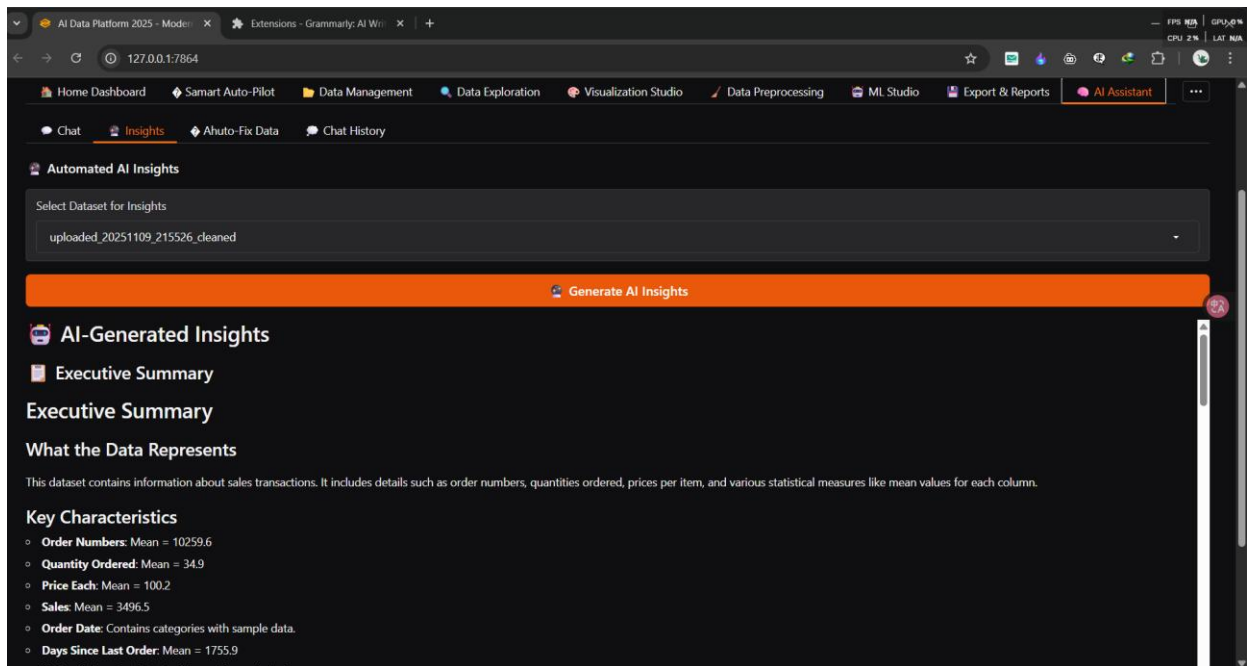 AI Data Platform 2025 - Modern
Extensions - Grammarly: AI Wri
FPS N/A GPU 0%
CPU 2% LAT N/A
127.0.0.1:7864
Home Dashboard Samart Auto-Pilot Data Management Data Exploration Visualization Studio Data Preprocessing ML Studio Export & Reports AI Assistant
Chat Insights Ahuto-Fix Data Chat History
Automated AI Insights
Select Dataset for Insights
uploaded_20251109_215526_cleaned
Generate AI Insights
AI-Generated Insights
Executive Summary
Executive Summary
What the Data Represents
This dataset contains information about sales transactions. It includes details such as order numbers, quantities ordered, prices per item, and various statistical measures like mean values for each column.
Key Characteristics
Order Numbers: Mean = 10259.6
Quantity Ordered: Mean = 34.9
Price Each: Mean = 100.2
Sales: Mean = 3496.5
Order Date: Contains categories with sample data.
Days Since Last Order: Mean = 1755.9